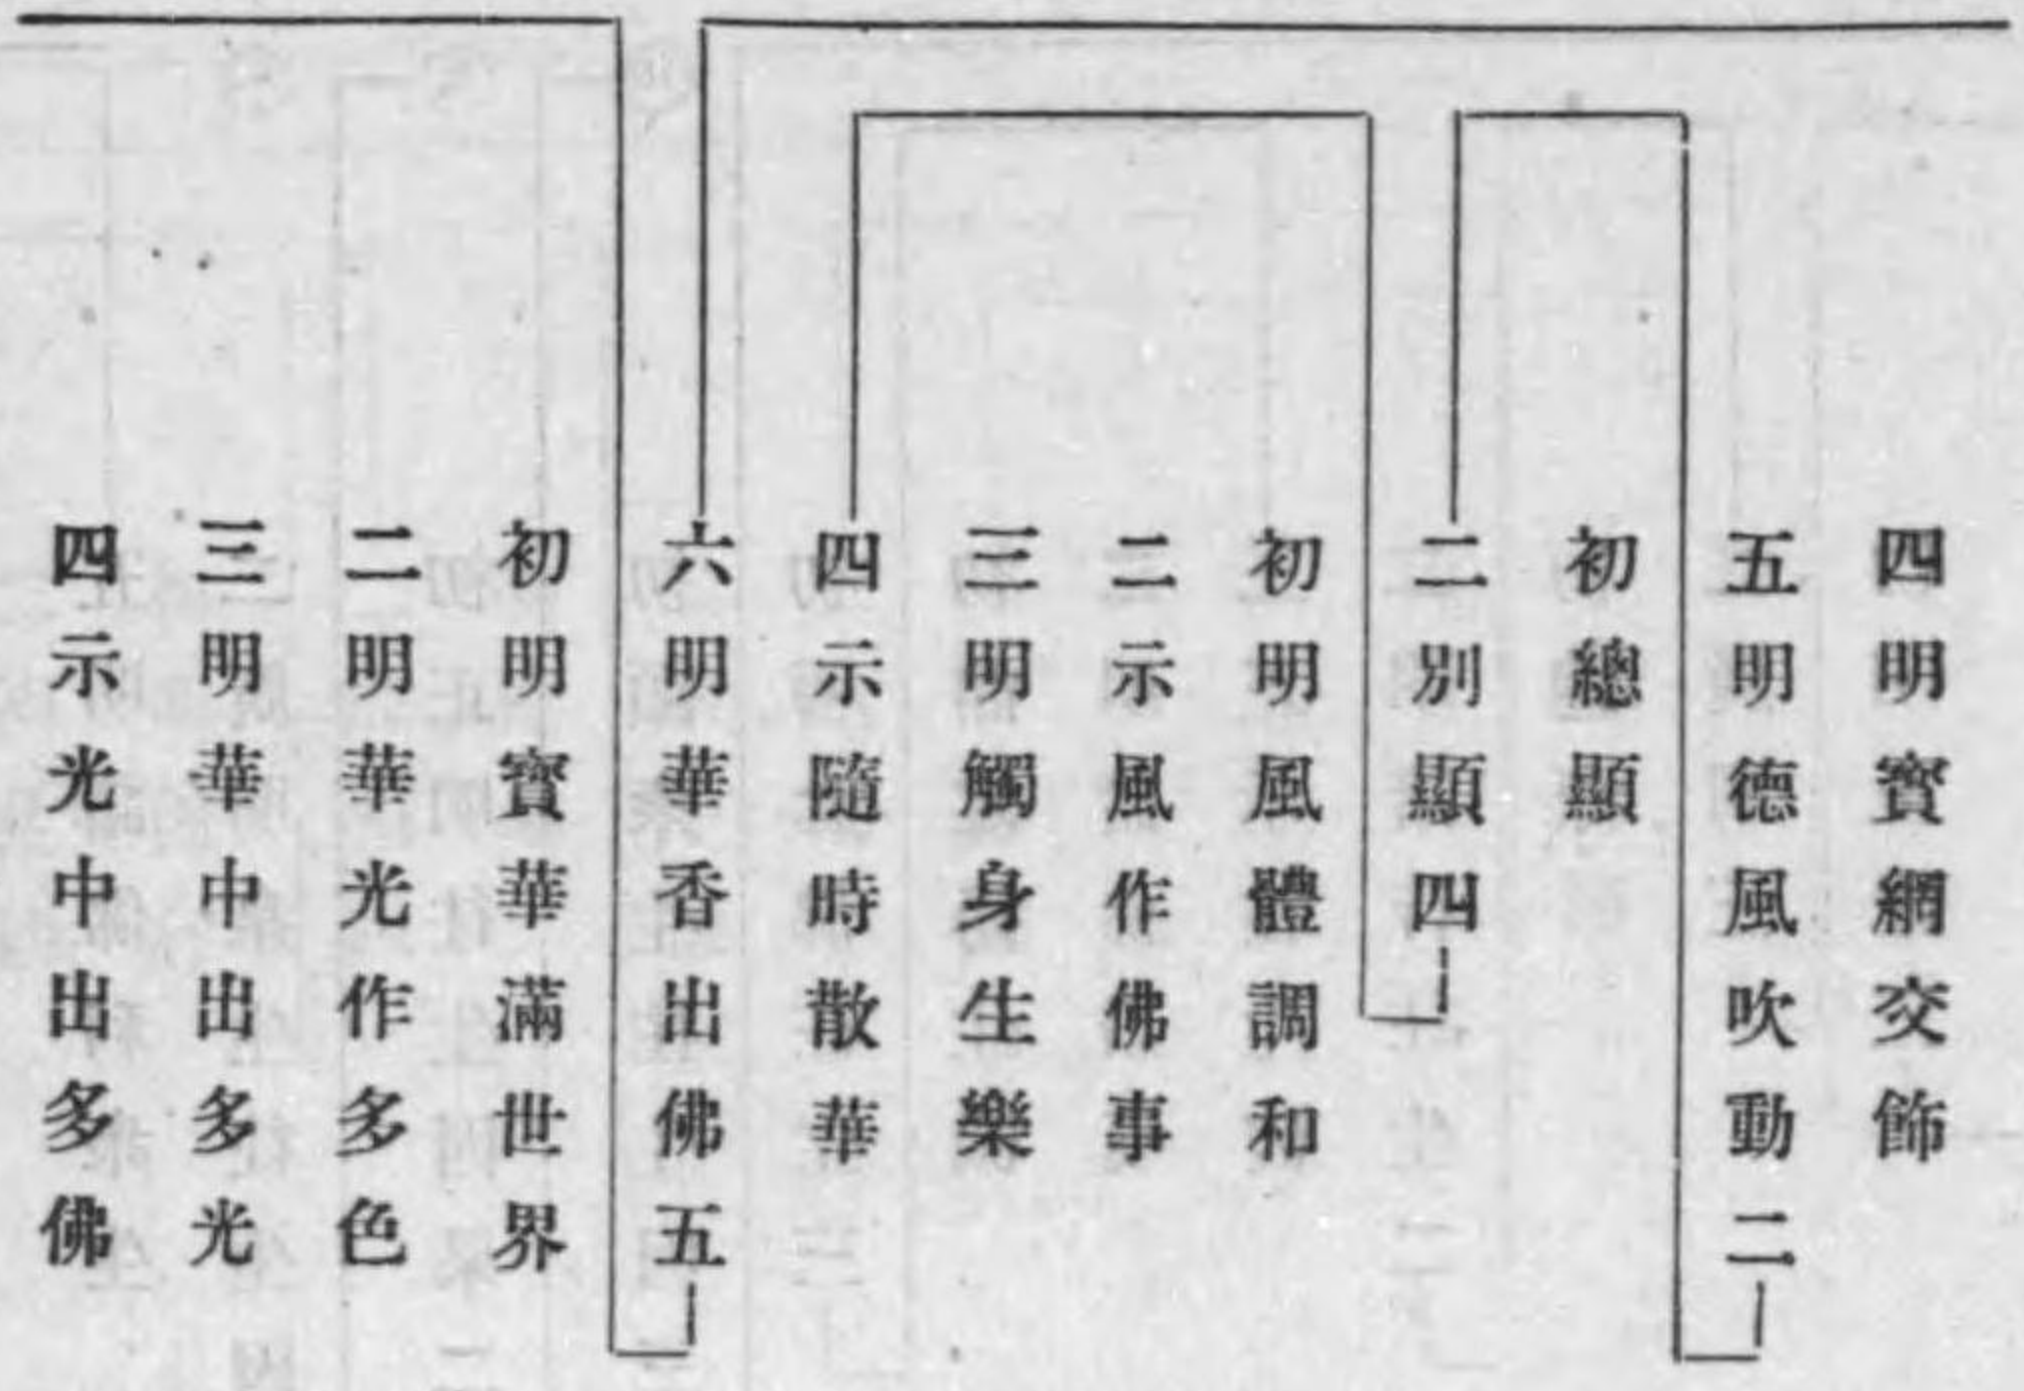 四明寶網交飾
五明德風吹動二
初總顯
二別顯四
初明風體調和
二示風作佛事
三明觸身生樂
四示隨時散華
六明華香出佛五
初明寶華滿世界
二明華光作多色
三明華中出多光
四示光中出多佛